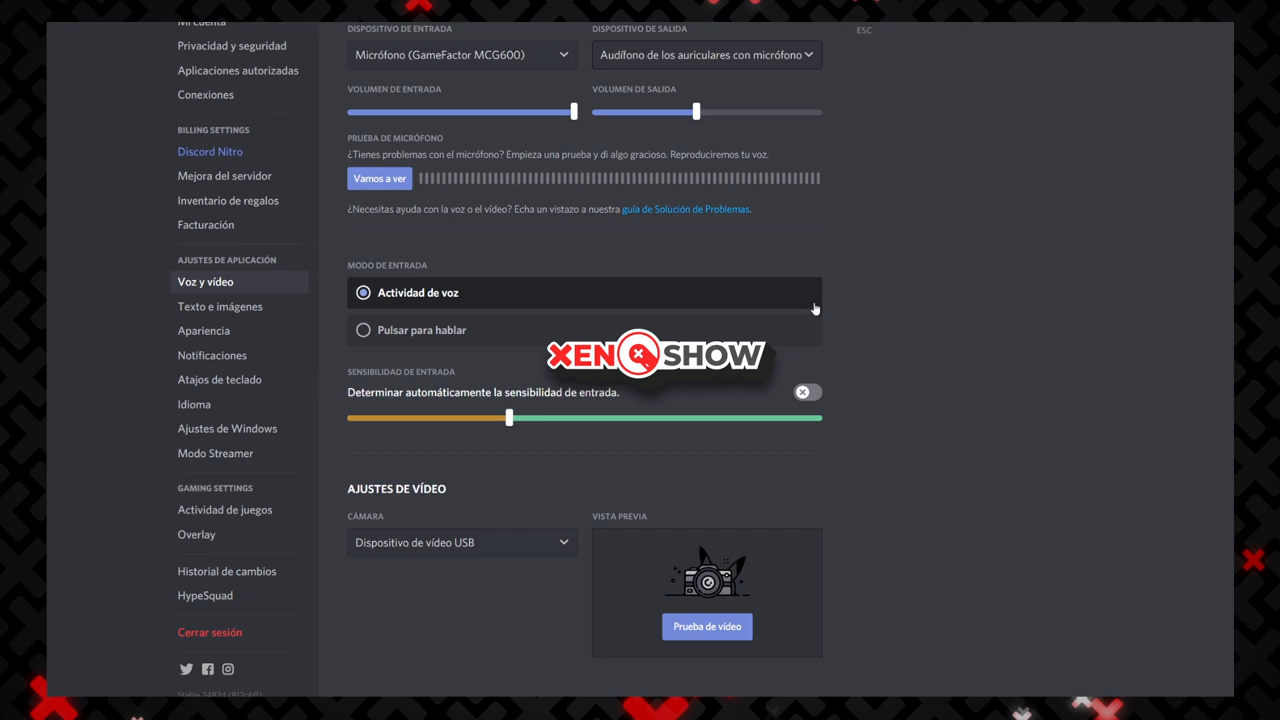 Mi cuenta
Privacidad y seguridad
Aplicaciones autorizadas
Conexiones
BILLING SETTINGS
Discord Nitro
Mejora del servidor
Inventario de regalos
Facturación
AJUSTES DE APLICACIÓN
Voz y vídeo
Texto e imágenes
Apariencia
Notificaciones
Atajos de teclado
Idioma
Ajustes de Windows
Modo Streamer
GAMING SETTINGS
Actividad de juegos
Overlay
Historial de cambios
HypeSquad
Cerrar sesión
DISPOSITIVO DE ENTRADA
Micrófono (GameFactor MCG600)
DISPOSITIVO DE SALIDA
Audífono de los auriculares con micrófono
VOLUMEN DE ENTRADA
VOLUMEN DE SALIDA
PRUEBA DE MICRÓFONO
¿Tienes problemas con el micrófono? Empieza una prueba y di algo gracioso. Reproduciremos tu voz.
Vamos a ver
¿Necesitas ayuda con la voz o el vídeo? Echa un vistazo a nuestra guía de Solución de Problemas.
MODO DE ENTRADA
Actividad de voz
Pulsar para hablar
XENOSHOW
SENSIBILIDAD DE ENTRADA
Determinar automáticamente la sensibilidad de entrada.
AJUSTES DE VÍDEO
CÁMARA
Dispositivo de vídeo USB
VISTA PREVIA
Prueba de vídeo
ESC